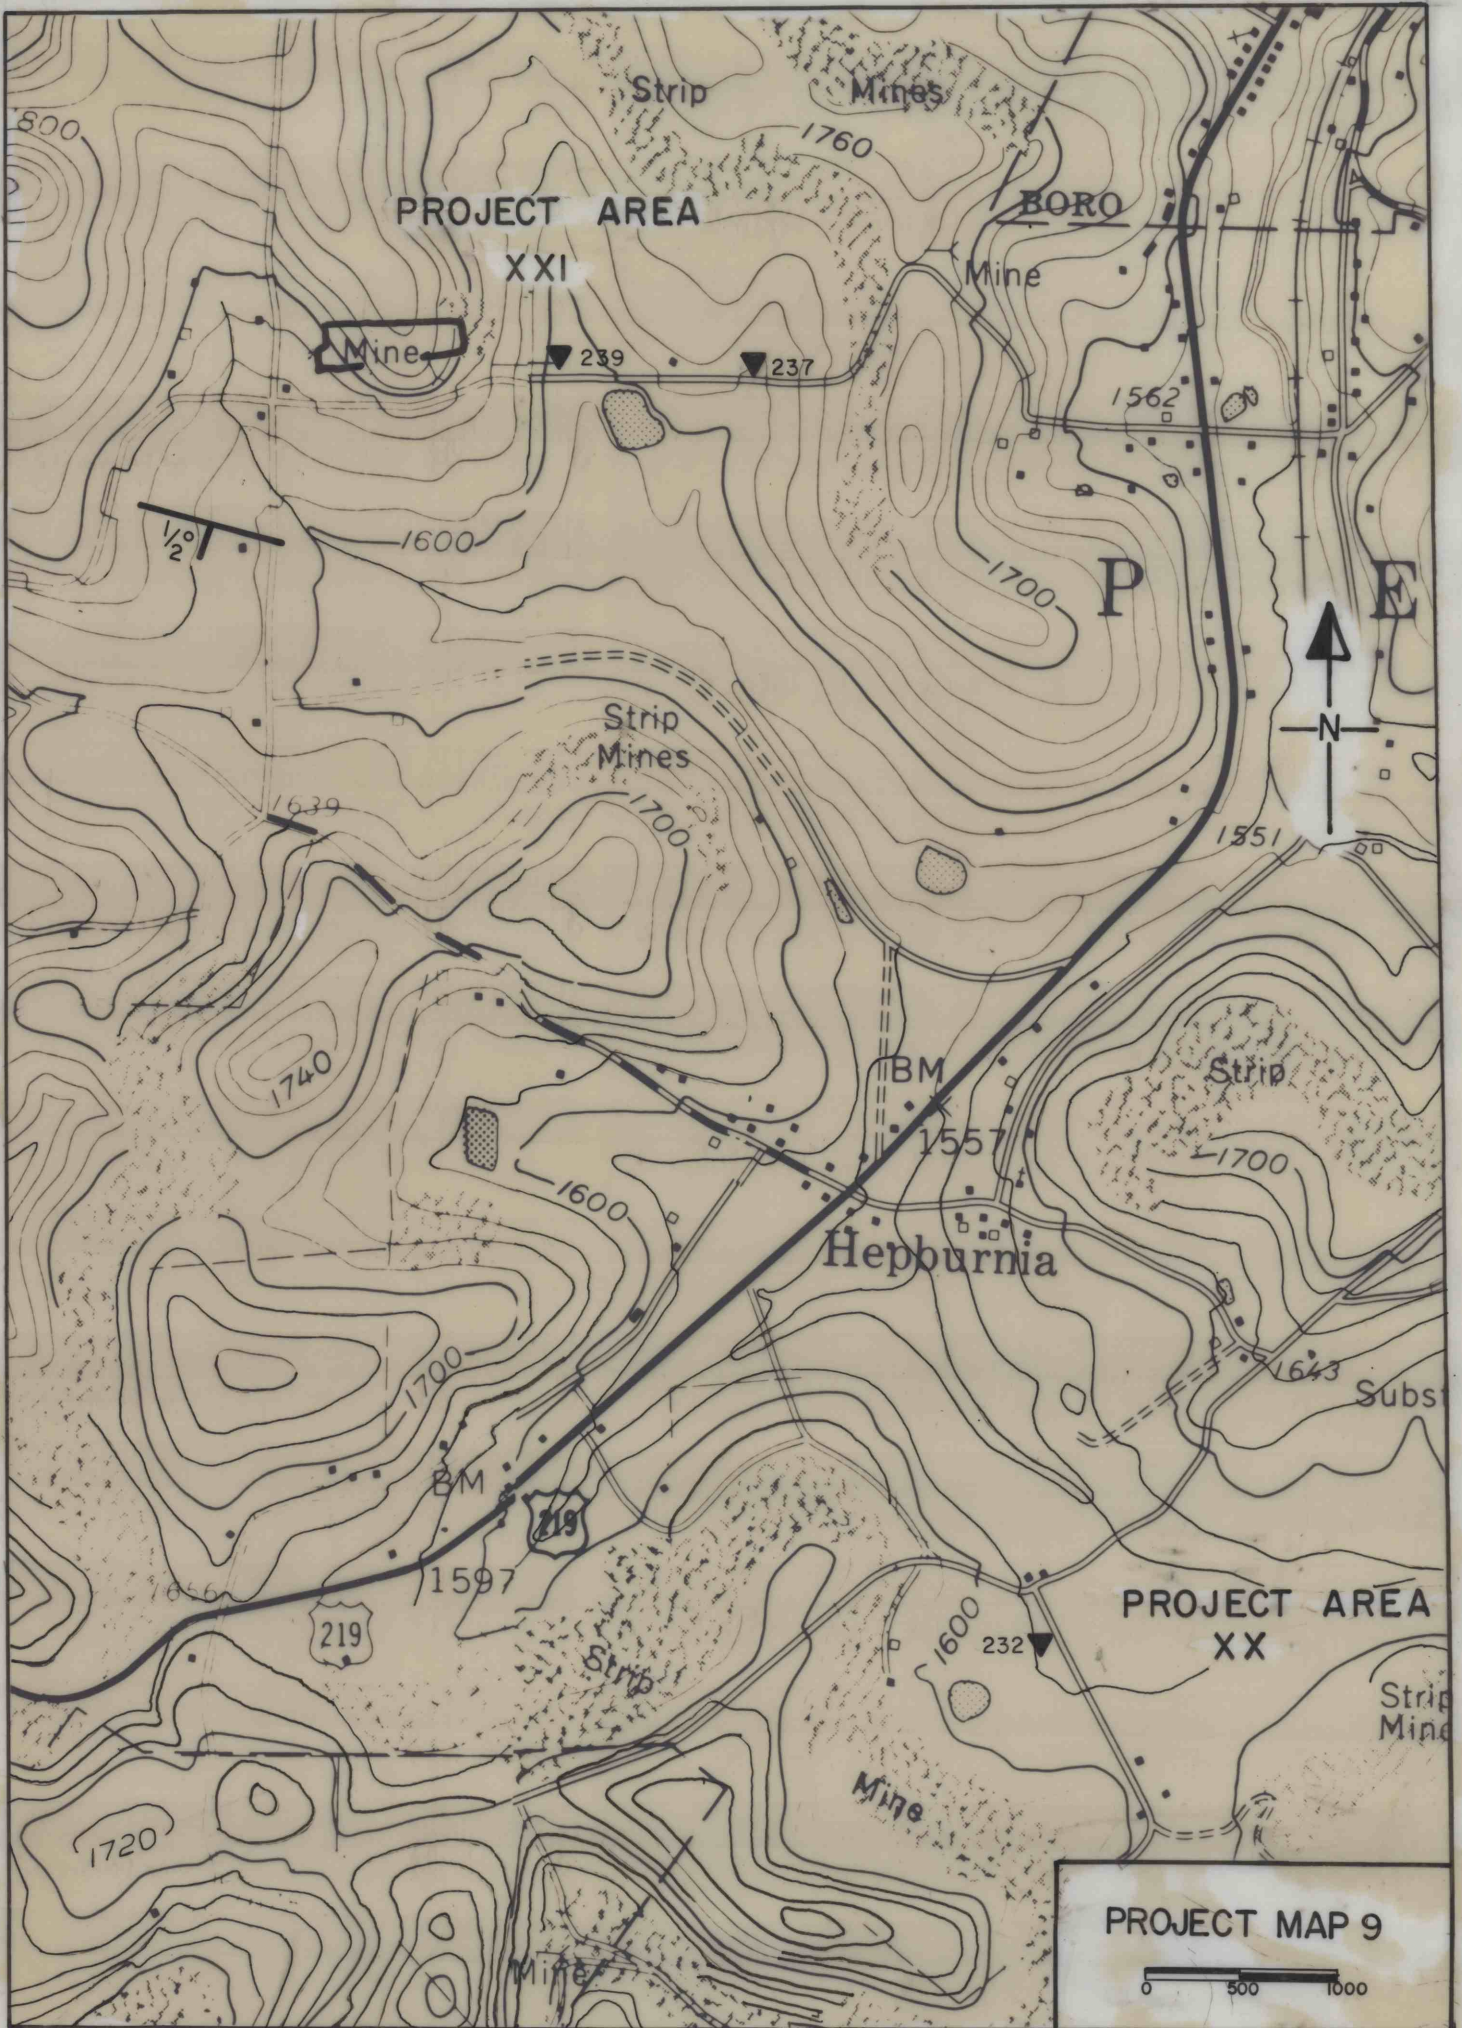 Strip Mines
1760
800
PROJECT AREA
XXI
BORO
Mine
Mine
239
237
1562
1/2°
1600
1700
P E
N
Strip
Mines
1700
1639
1551
1740
BM
1557
Strip
1700
1600
Hepburnia
1700
1643
Subst
BM
219
1597
1656
219
PROJECT AREA
XX
1600
232
Strip
Strip
Mine
Mine
1720
Mine
PROJECT MAP 9
0 500 1000